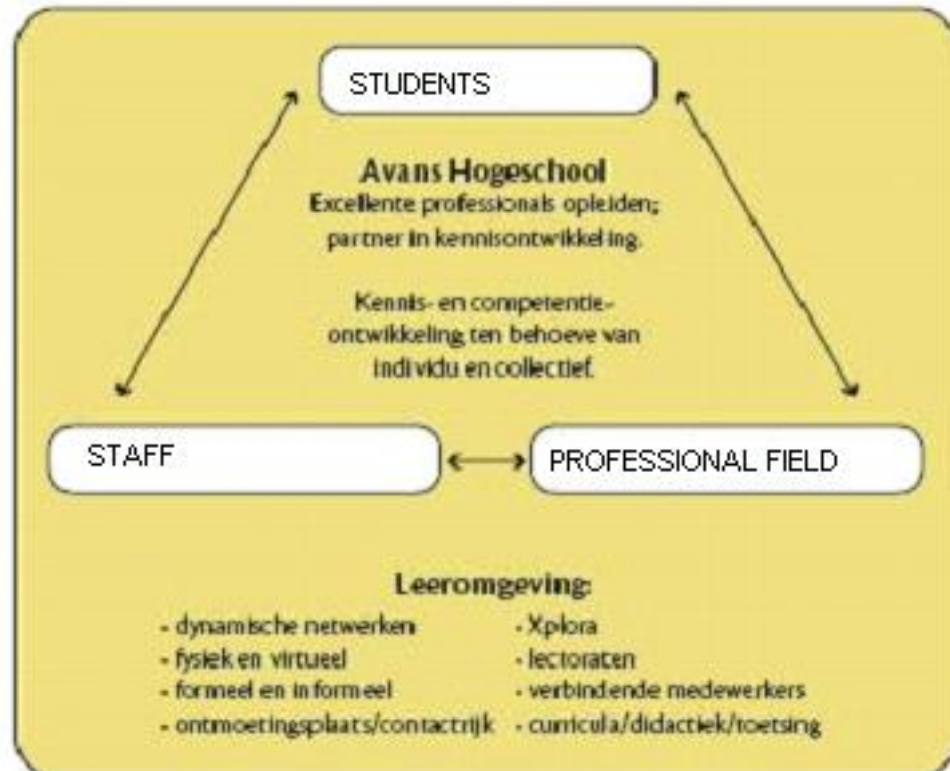 STUDENTS
Avans Hogeschool
Excellente professionals opleiden;
partner in kennisontwikkeling.
Kennis- en competentie-
ontwikkeling ten behoeve van
individu en collectief.
STAFF
PROFESSIONAL FIELD
Leeromgeving:
- dynamische netwerken
- fysiek en virtueel
- formeel en informeel
- ontmoetingsplaats/contactrijk
- Xplora
- lectoraten
- verbindende medewerkers
- curricula/didactiek/toetsing